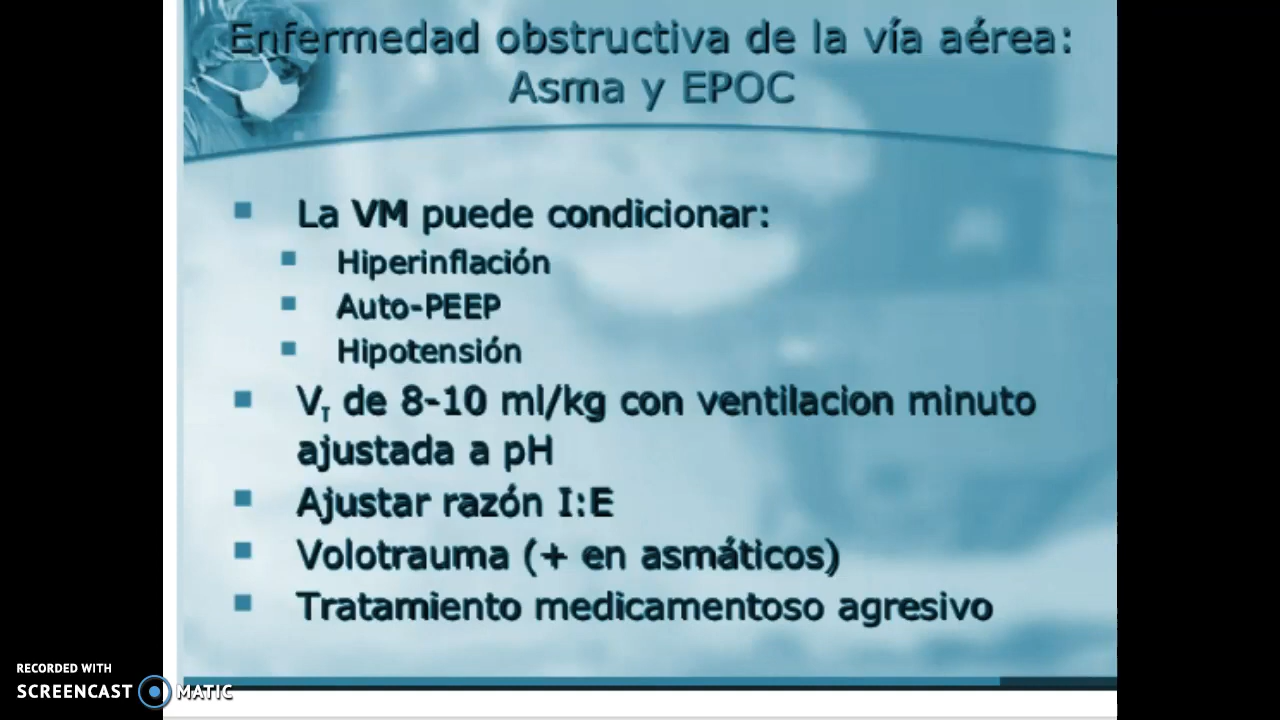 Enfermedad obstructiva de la vía aérea:
Asma y EPOC
La VM puede condicionar:
Hiperinflación
Auto-PEEP
Hipotensión
VT de 8-10 ml/kg con ventilacion minuto
ajustada a pH
Ajustar razón I:E
Volotrauma (+ en asmáticos)
Tratamiento medicamentoso agresivo
RECORDED WITH
SCREENCAST MATIC